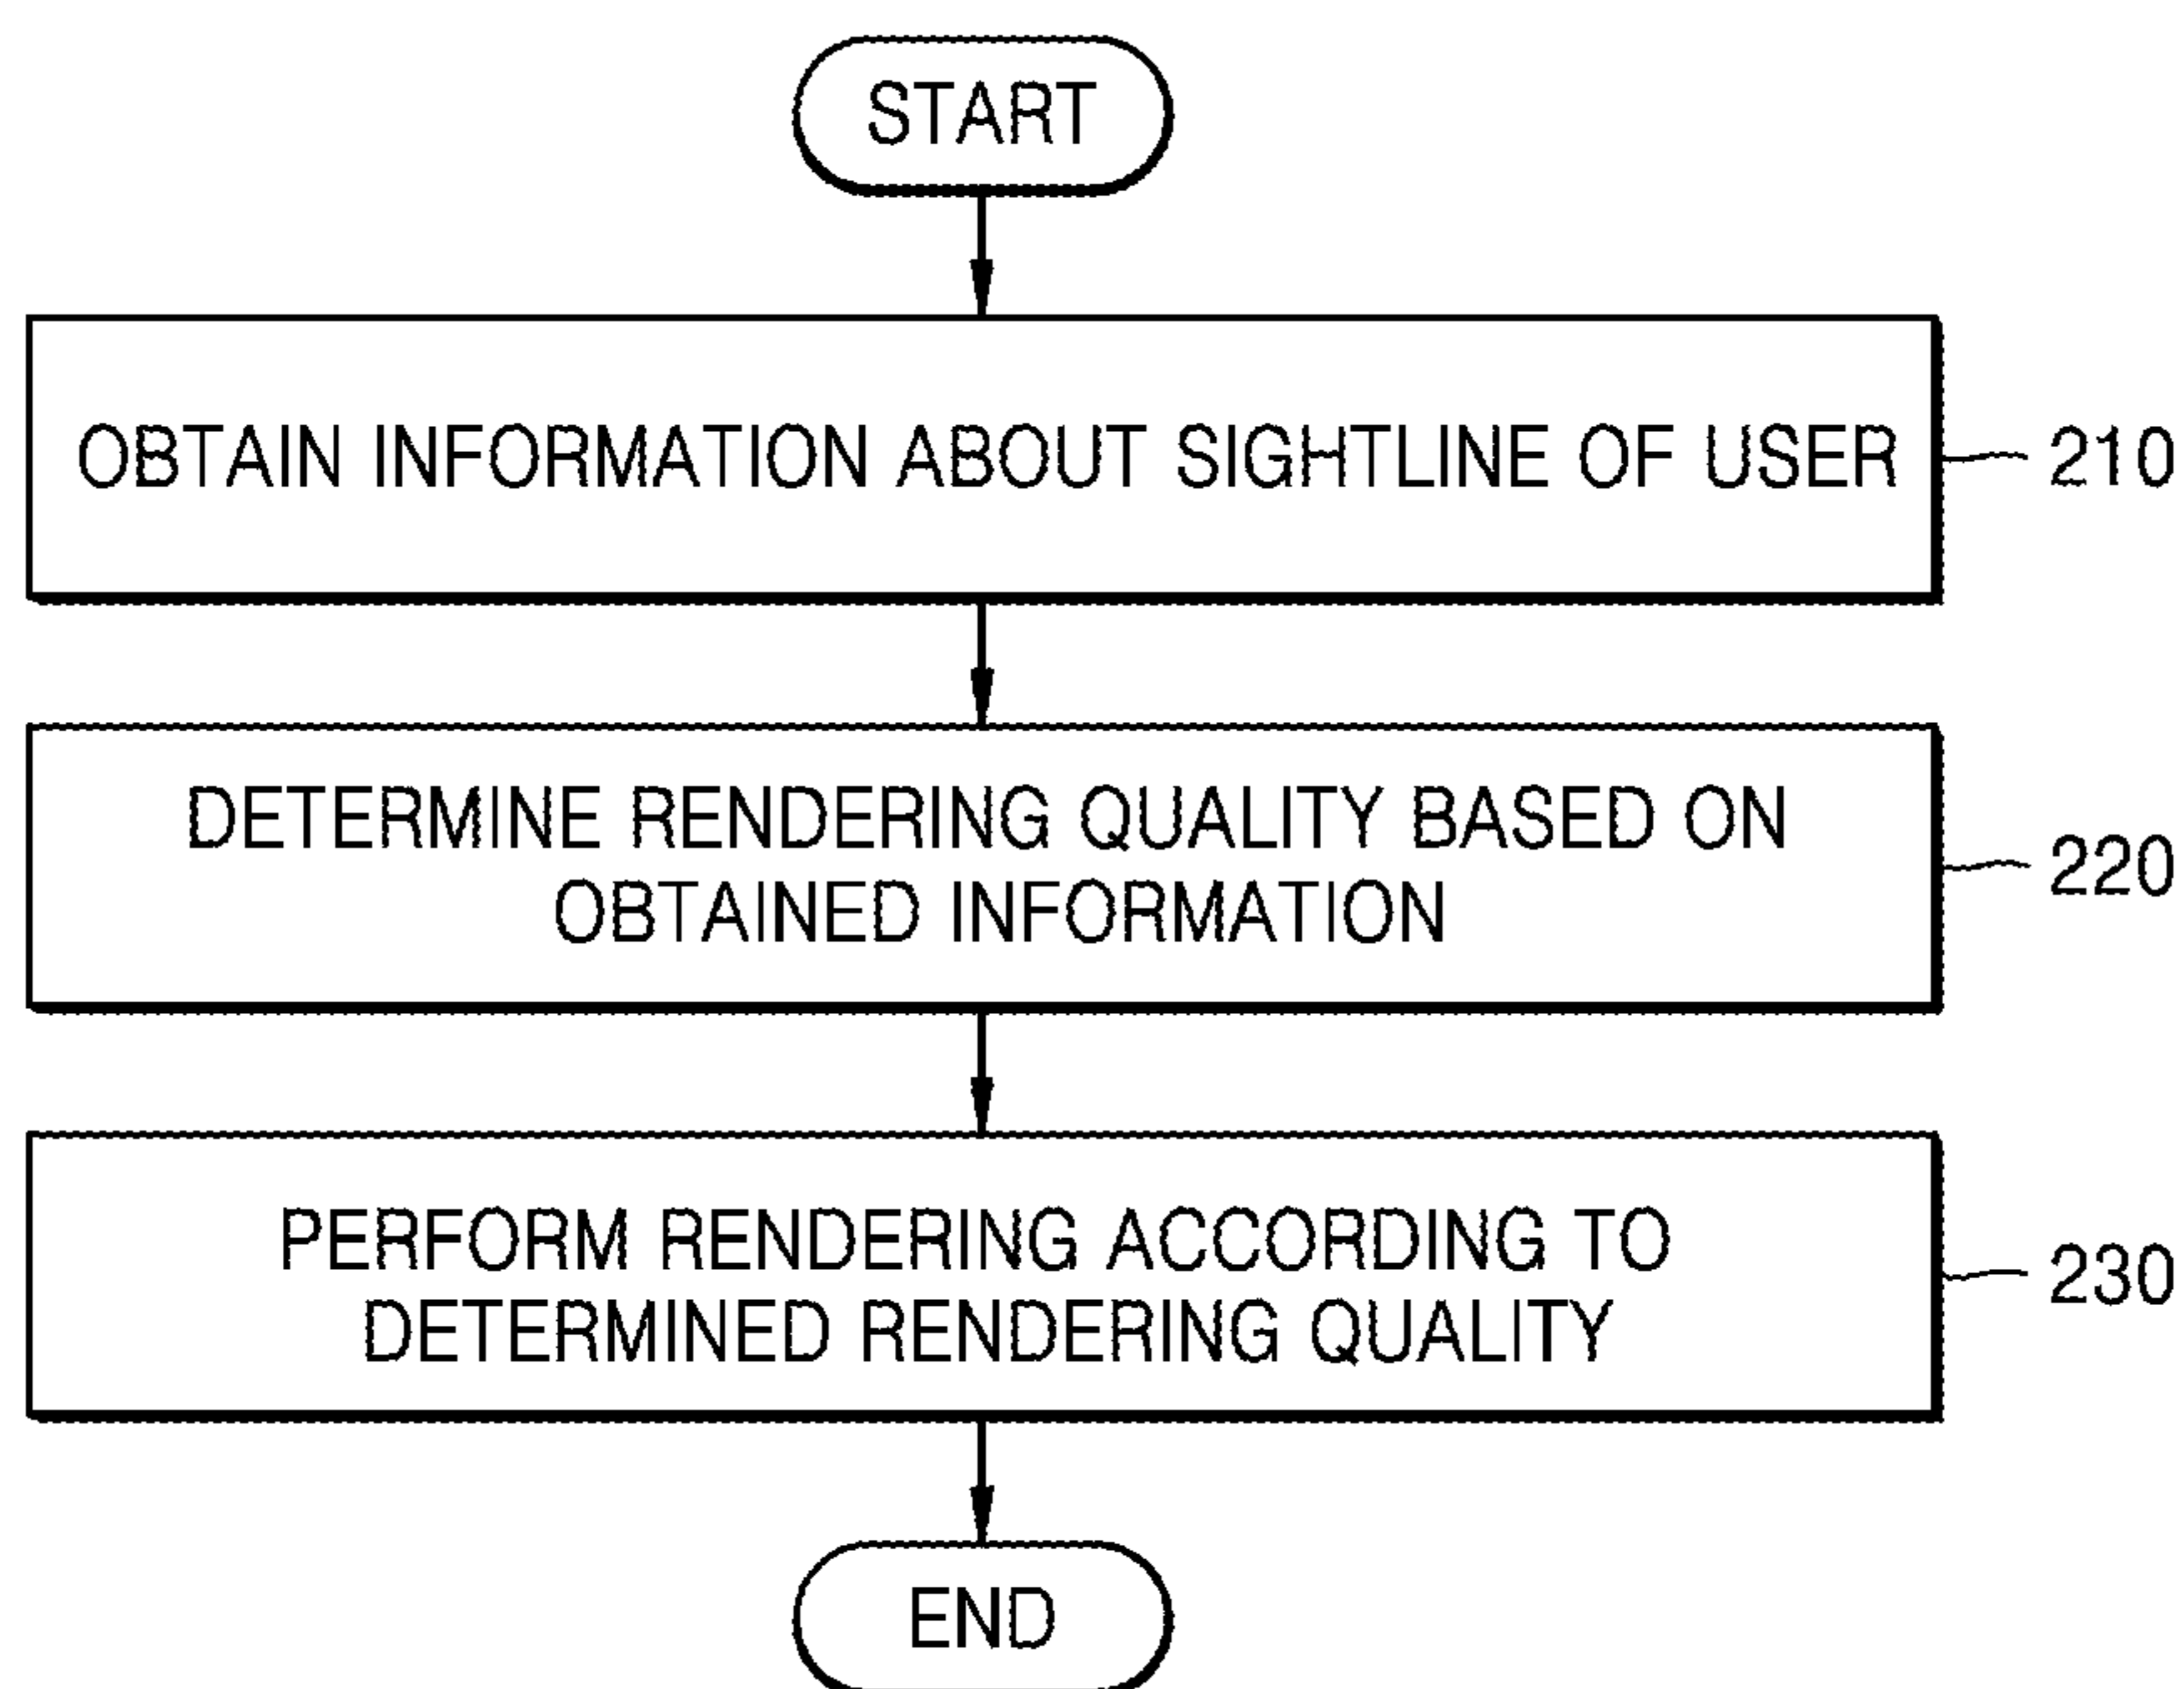 START
OBTAIN INFORMATION ABOUT SIGHTLINE OF USER
210
DETERMINE RENDERING QUALITY BASED ON
OBTAINED INFORMATION
220
PERFORM RENDERING ACCORDING TO
DETERMINED RENDERING QUALITY
230
END